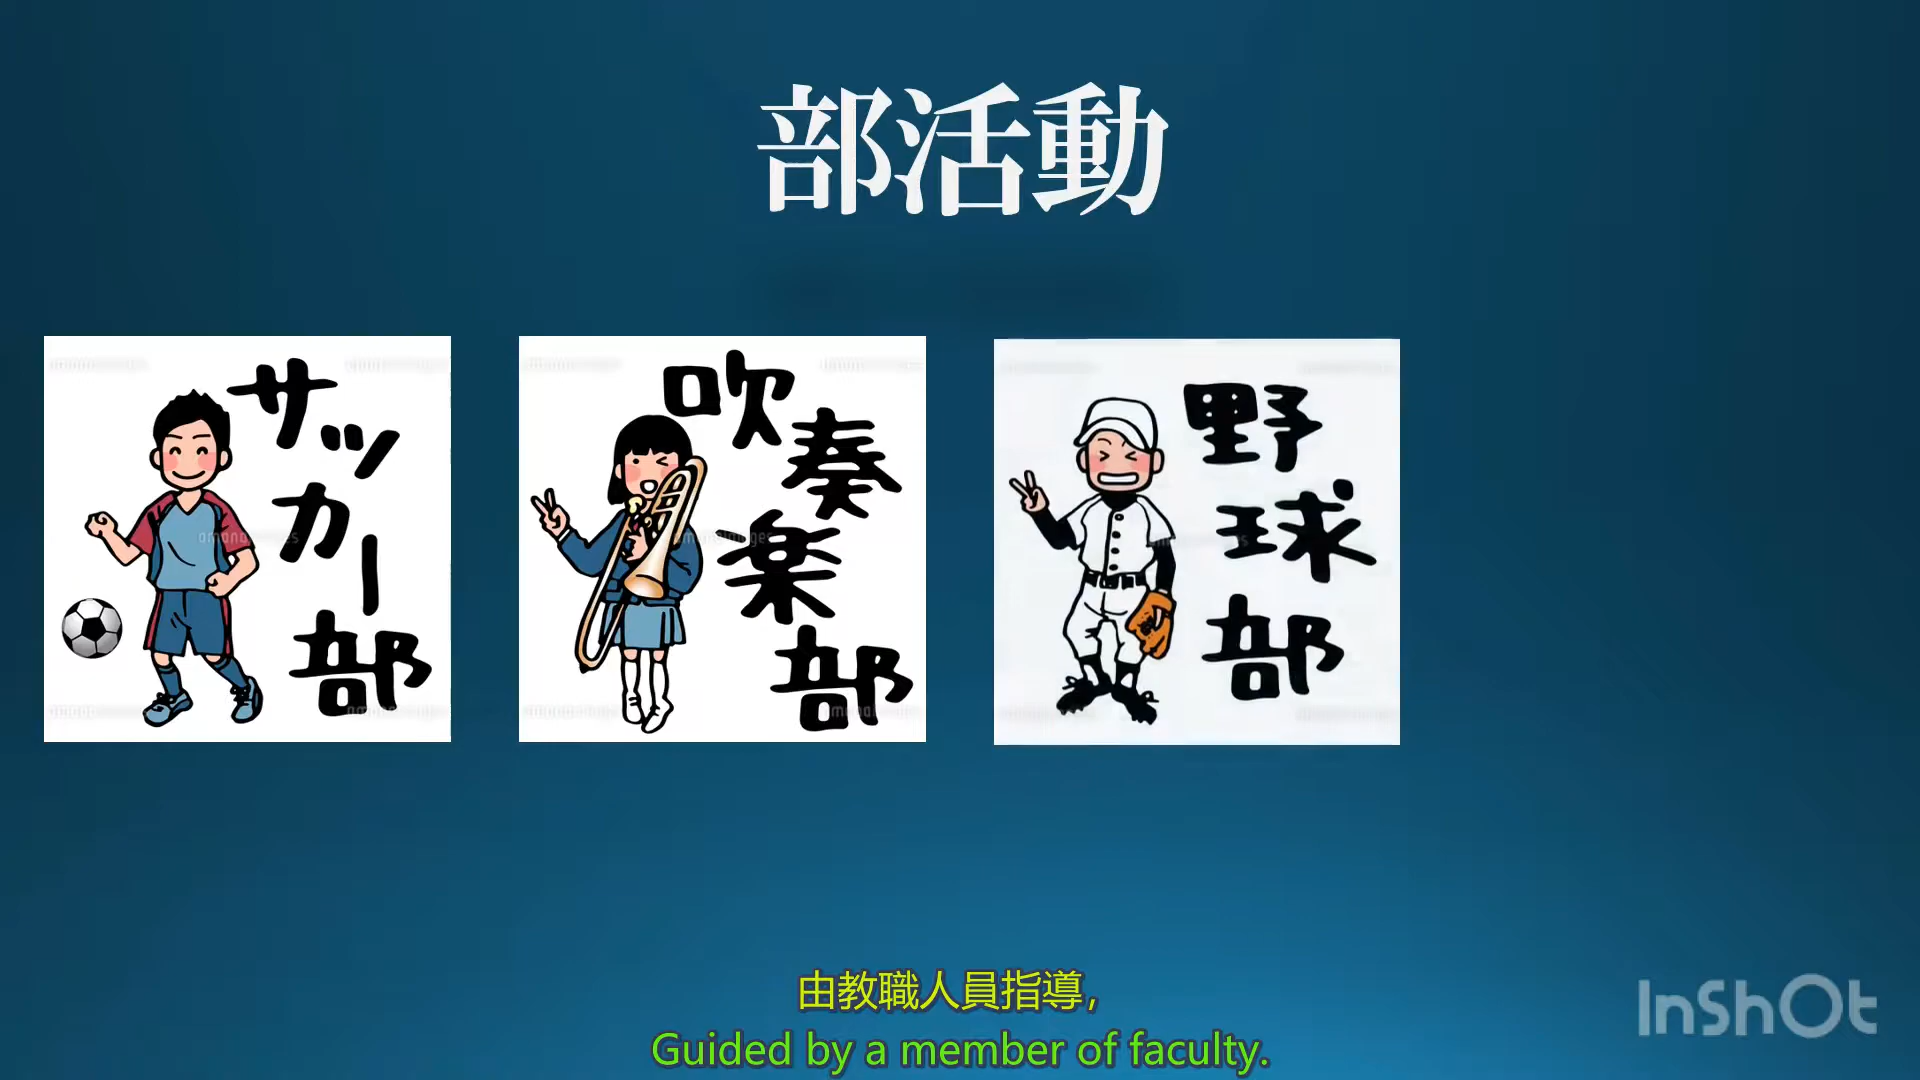 部活動
サッカー部
吹奏楽部
野球部
由教職人員指導,
Guided by a member of faculty.
InShOt